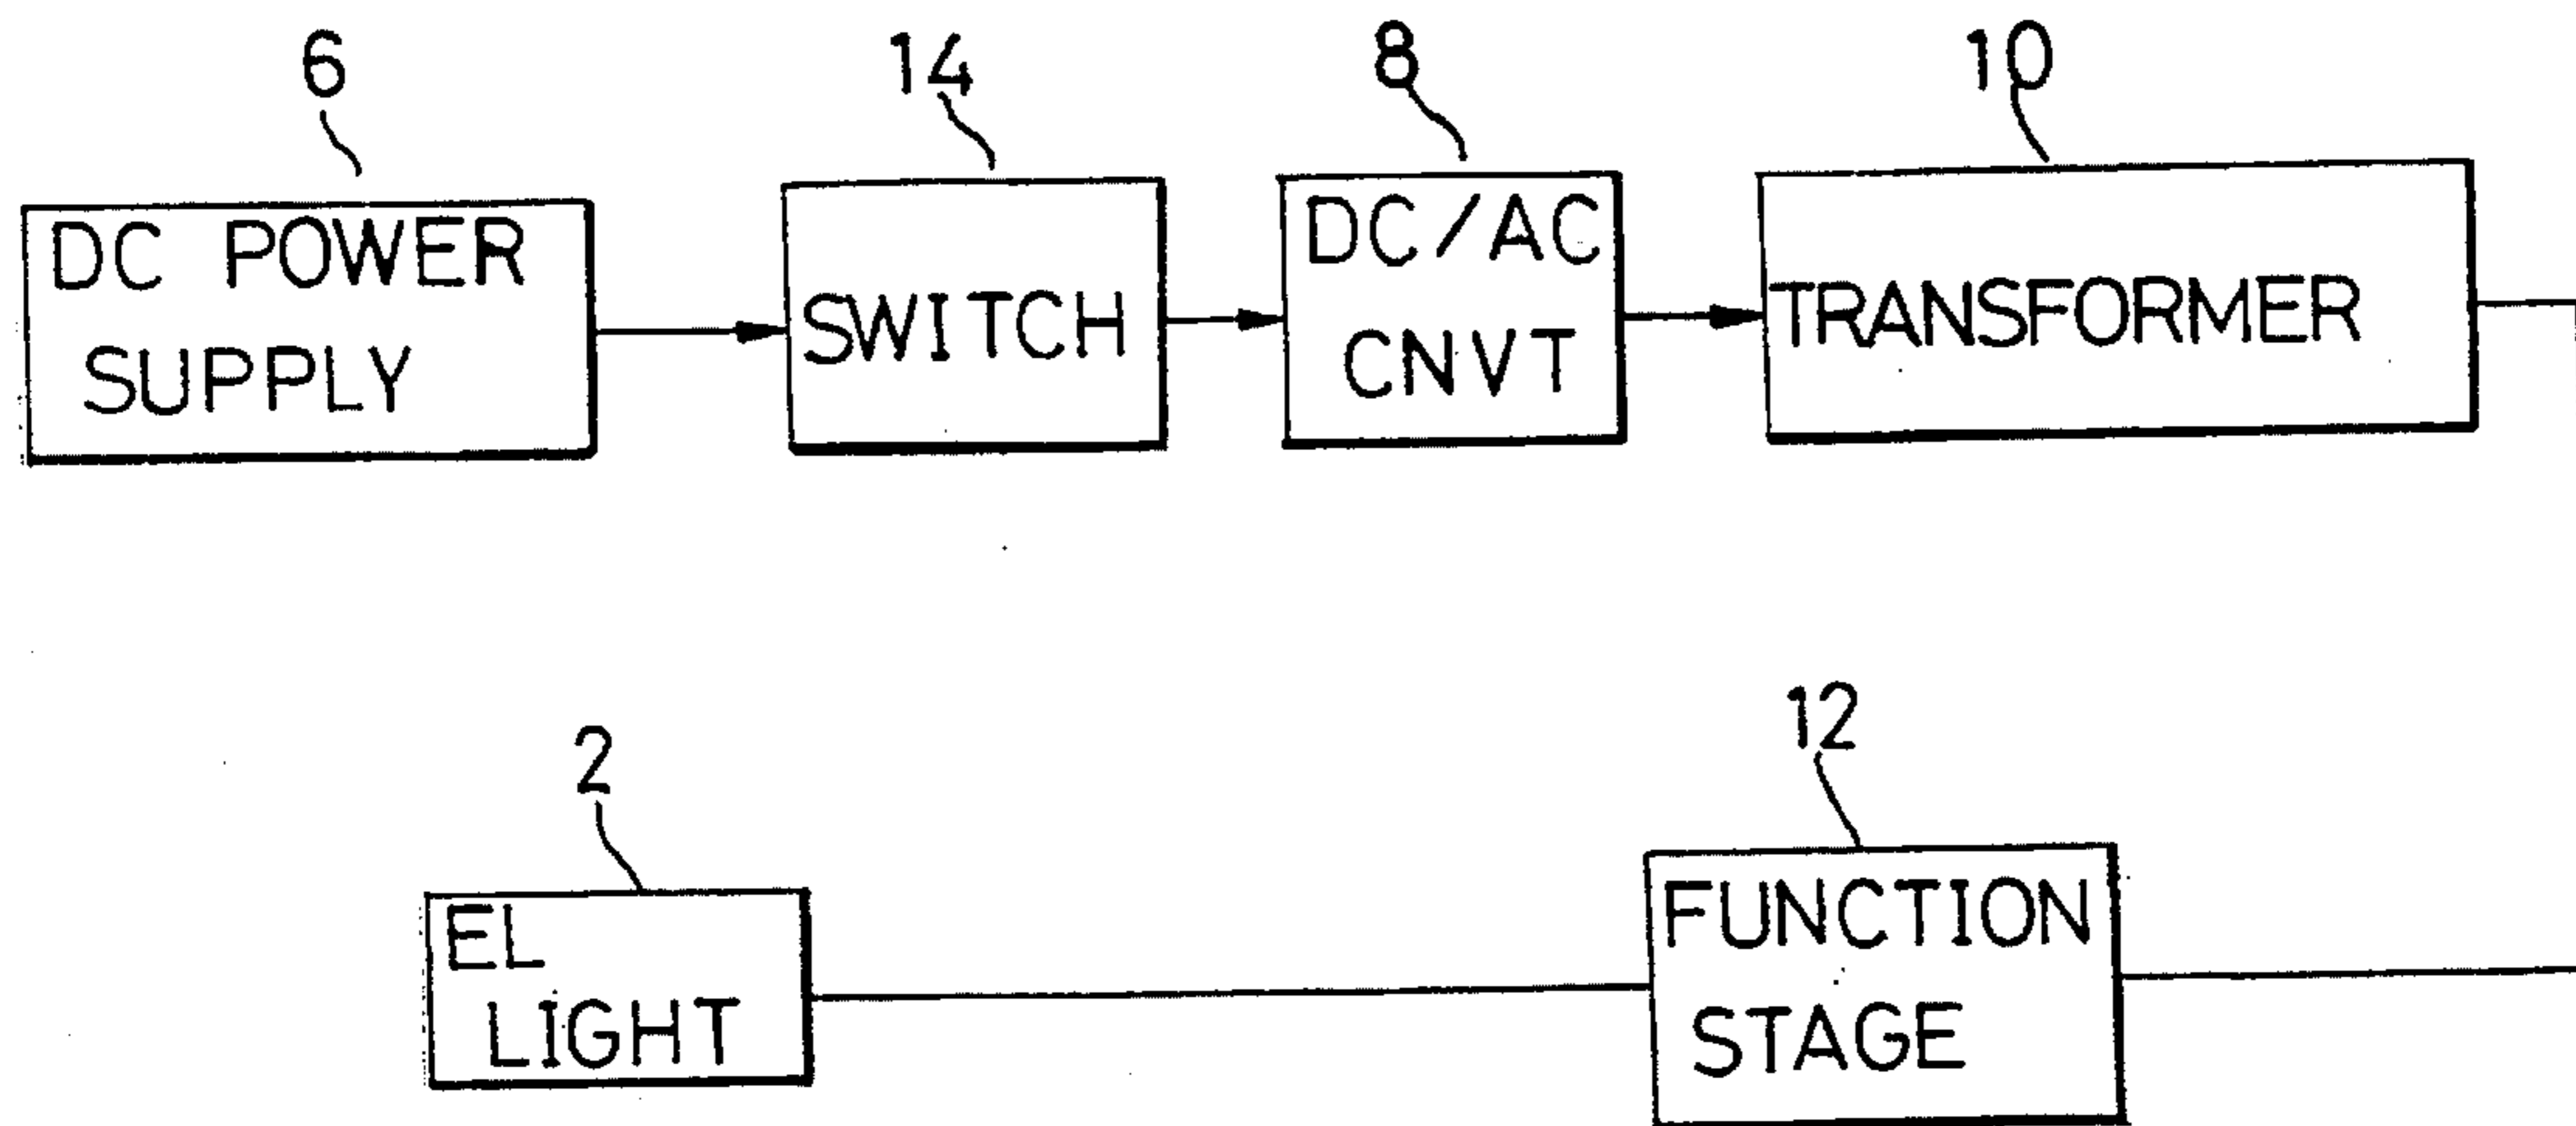 6
14
8
10
DC POWER
SUPPLY
SWITCH
DC/AC
CNVT
TRANSFORMER
2
12
EL
LIGHT
FUNCTION
STAGE